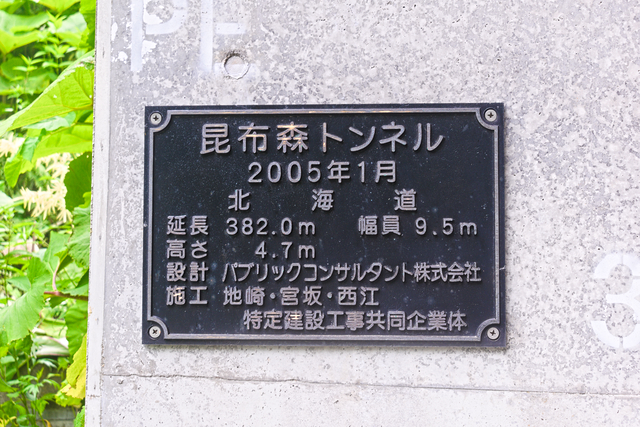 PE
昆布森トンネル
2005年1月
北海道
延長 382.0m 幅員 9.5m
高さ 4.7m
設計 パブリックコンサルタント株式会社
施工 地崎・宮坂・西江
特定建設工事共同企業体
3